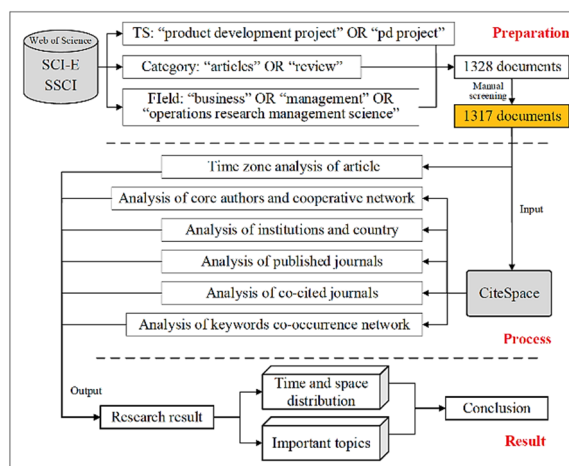 Web of Science
SCI-E
SSCI
TS: “product development project” OR “pd project”
Preparation
Category: “articles” OR “review”
1328 documents
FIeld: “business” OR “management” OR
“operations research management science”
Manual
screening
1317 documents
Time zone analysis of article
Analysis of core authors and cooperative network
Input
Analysis of institutions and country
Analysis of published journals
Analysis of co-cited journals
CiteSpace
Analysis of keywords co-occurrence network
Process
Output
Time and space
distribution
Research result
Conclusion
Important topics
Result